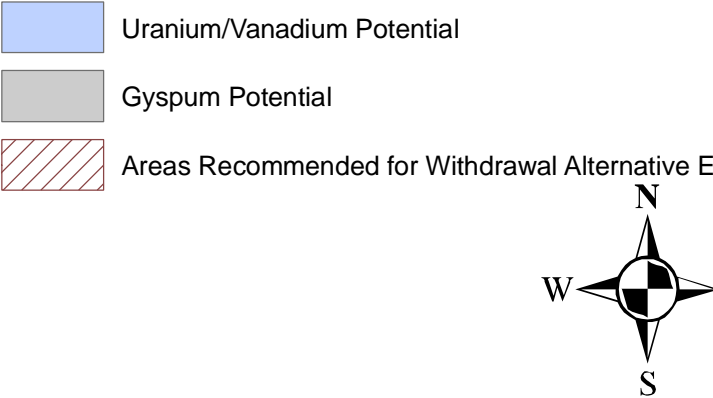 Uranium/Vanadium Potential
Gyspum Potential
Areas Recommended for Withdrawal Alternative E
N
W
S